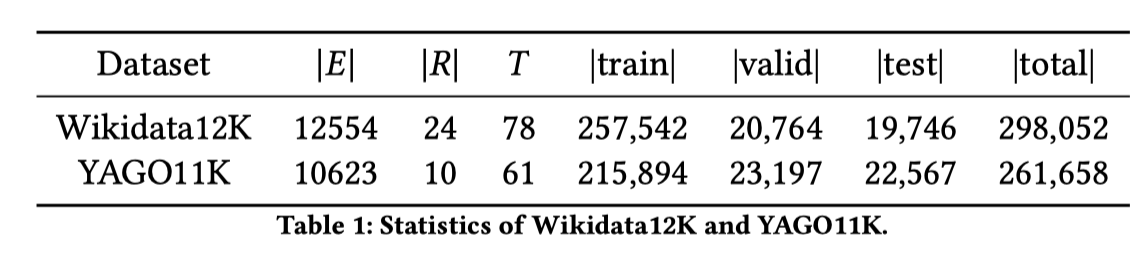 Dataset |E| |R| T |train| |valid| |test| |total|
Wikidata12K 12554 24 78 257,542 20,764 19,746 298,052
YAGO11K 10623 10 61 215,894 23,197 22,567 261,658
Table 1: Statistics of Wikidata12K and YAGO11K.